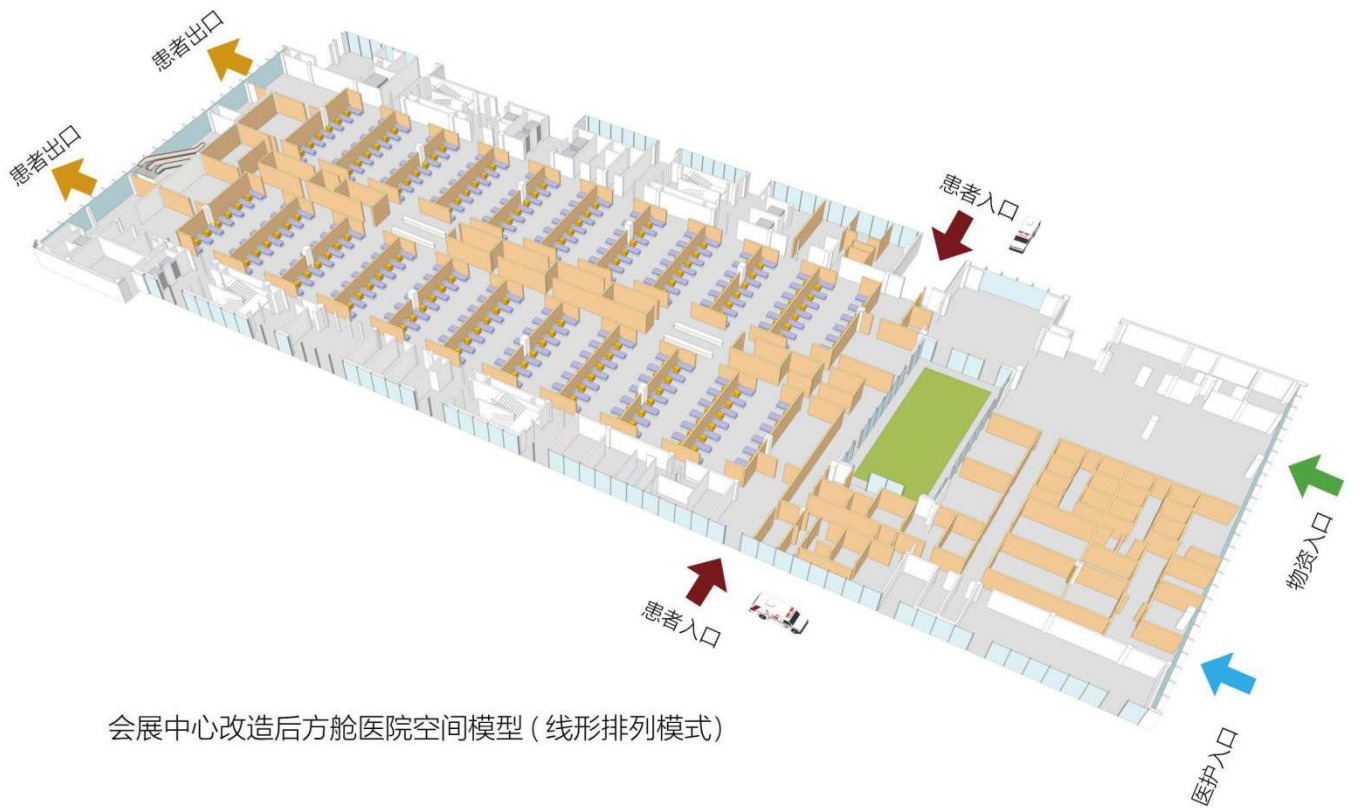 患者出口
患者出口
患者入口
物资入口
患者入口
医护入口
会展中心改造后方舱医院空间模型(线形排列模式)